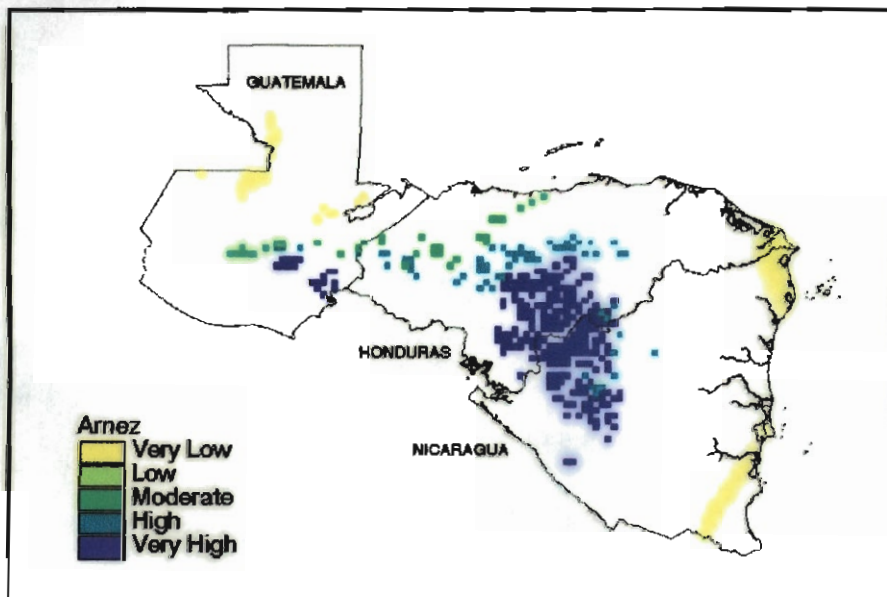 GUATEMALA
HONDURAS
NICARAGUA
Arnez
Very Low
Low
Moderate
High
Very High